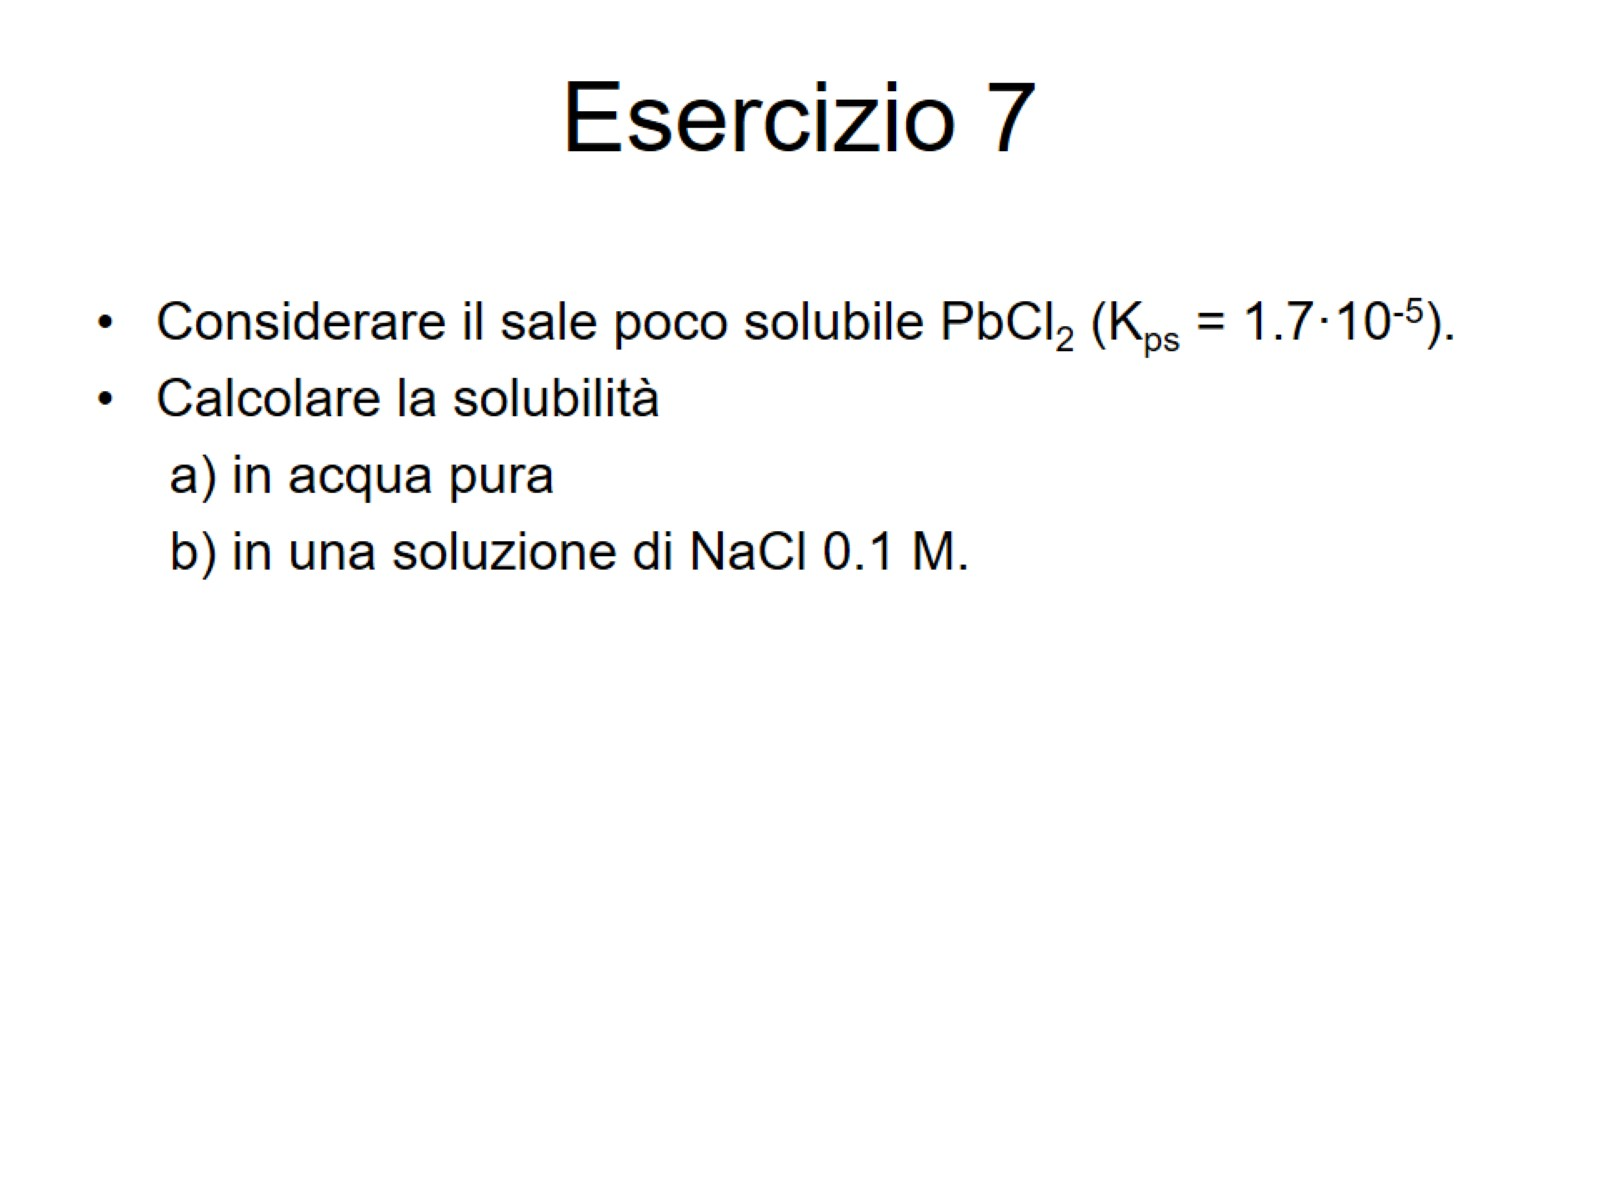 Esercizio 7
• Considerare il sale poco solubile PbCl₂ (Kps = 1.7·10⁻⁵).
• Calcolare la solubilità
a) in acqua pura
b) in una soluzione di NaCl 0.1 M.